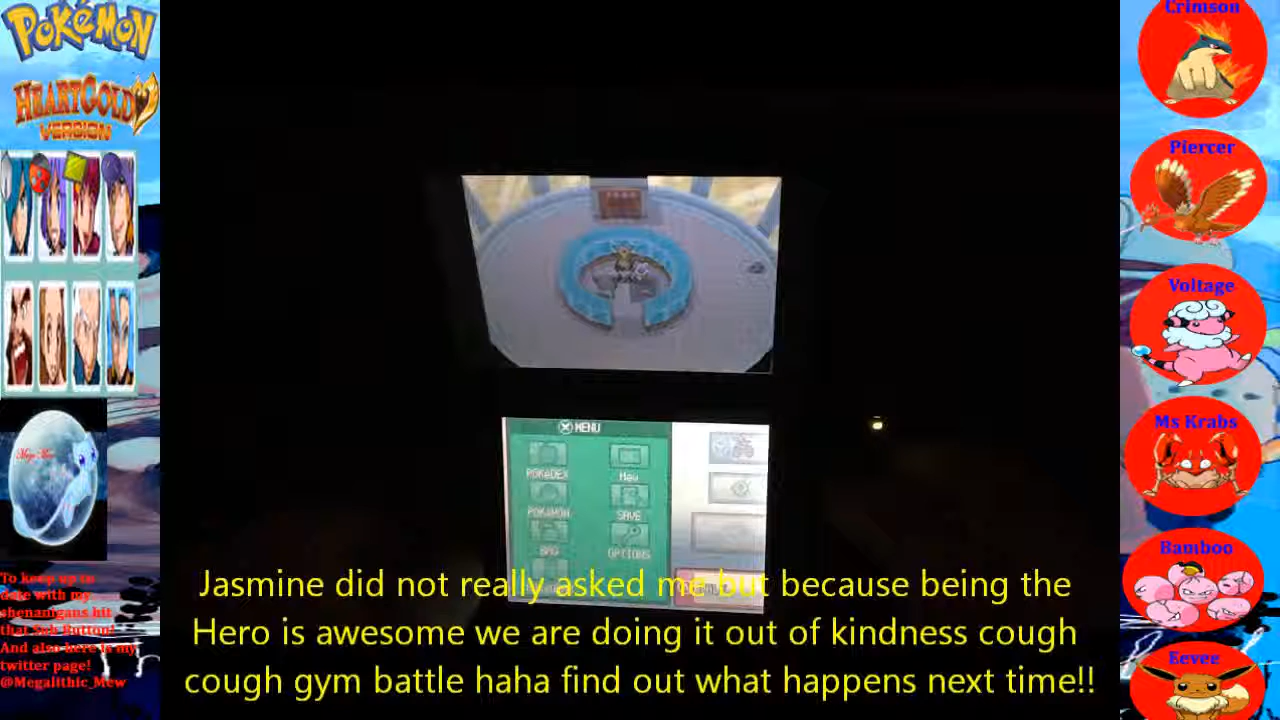 POKéMON
HEARTGOLD
VERSION
To keep up to
date with my
shenanigans hit
that Sub Button!
And also here is my
twitter page!
@Megalithic_Mew
MENU
POKéDEX
Mew
POKéMON
SAVE
BAG
OPTIONS
Jasmine did not really asked me but because being the
Hero is awesome we are doing it out of kindness cough
cough gym battle haha find out what happens next time!!
Crimson
Piercer
Voltage
Ms Krabs
Bamboo
Eevee